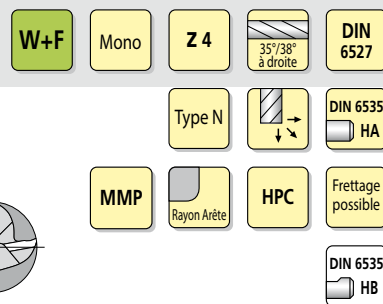 W+F
Mono
Z 4
35°/38°
à droite
DIN
6527
Type N
DIN 6535
HA
MMP
Rayon Arête
HPC
Frettage
possible
DIN 6535
HB